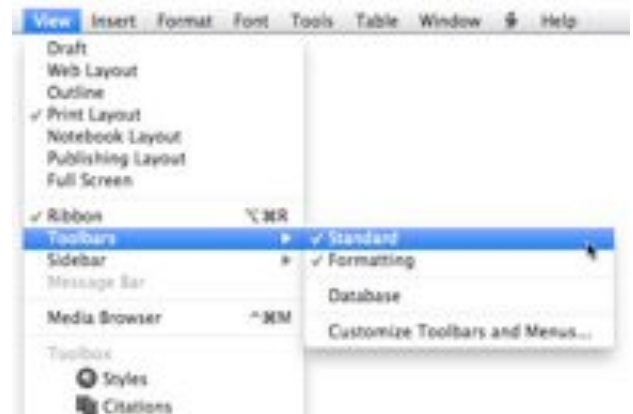 View Insert Format Font Tools Table Window Help
Draft
Web Layout
Outline
✓ Print Layout
Notebook Layout
Publishing Layout
Full Screen
✓ Ribbon ⌥⌘R
Toolbars ▶
Sidebar ▶
Message Bar
Media Browser ^⌘M
Toolbox
Styles
Citations
✓ Standard
✓ Formatting
Database
Customize Toolbars and Menus...